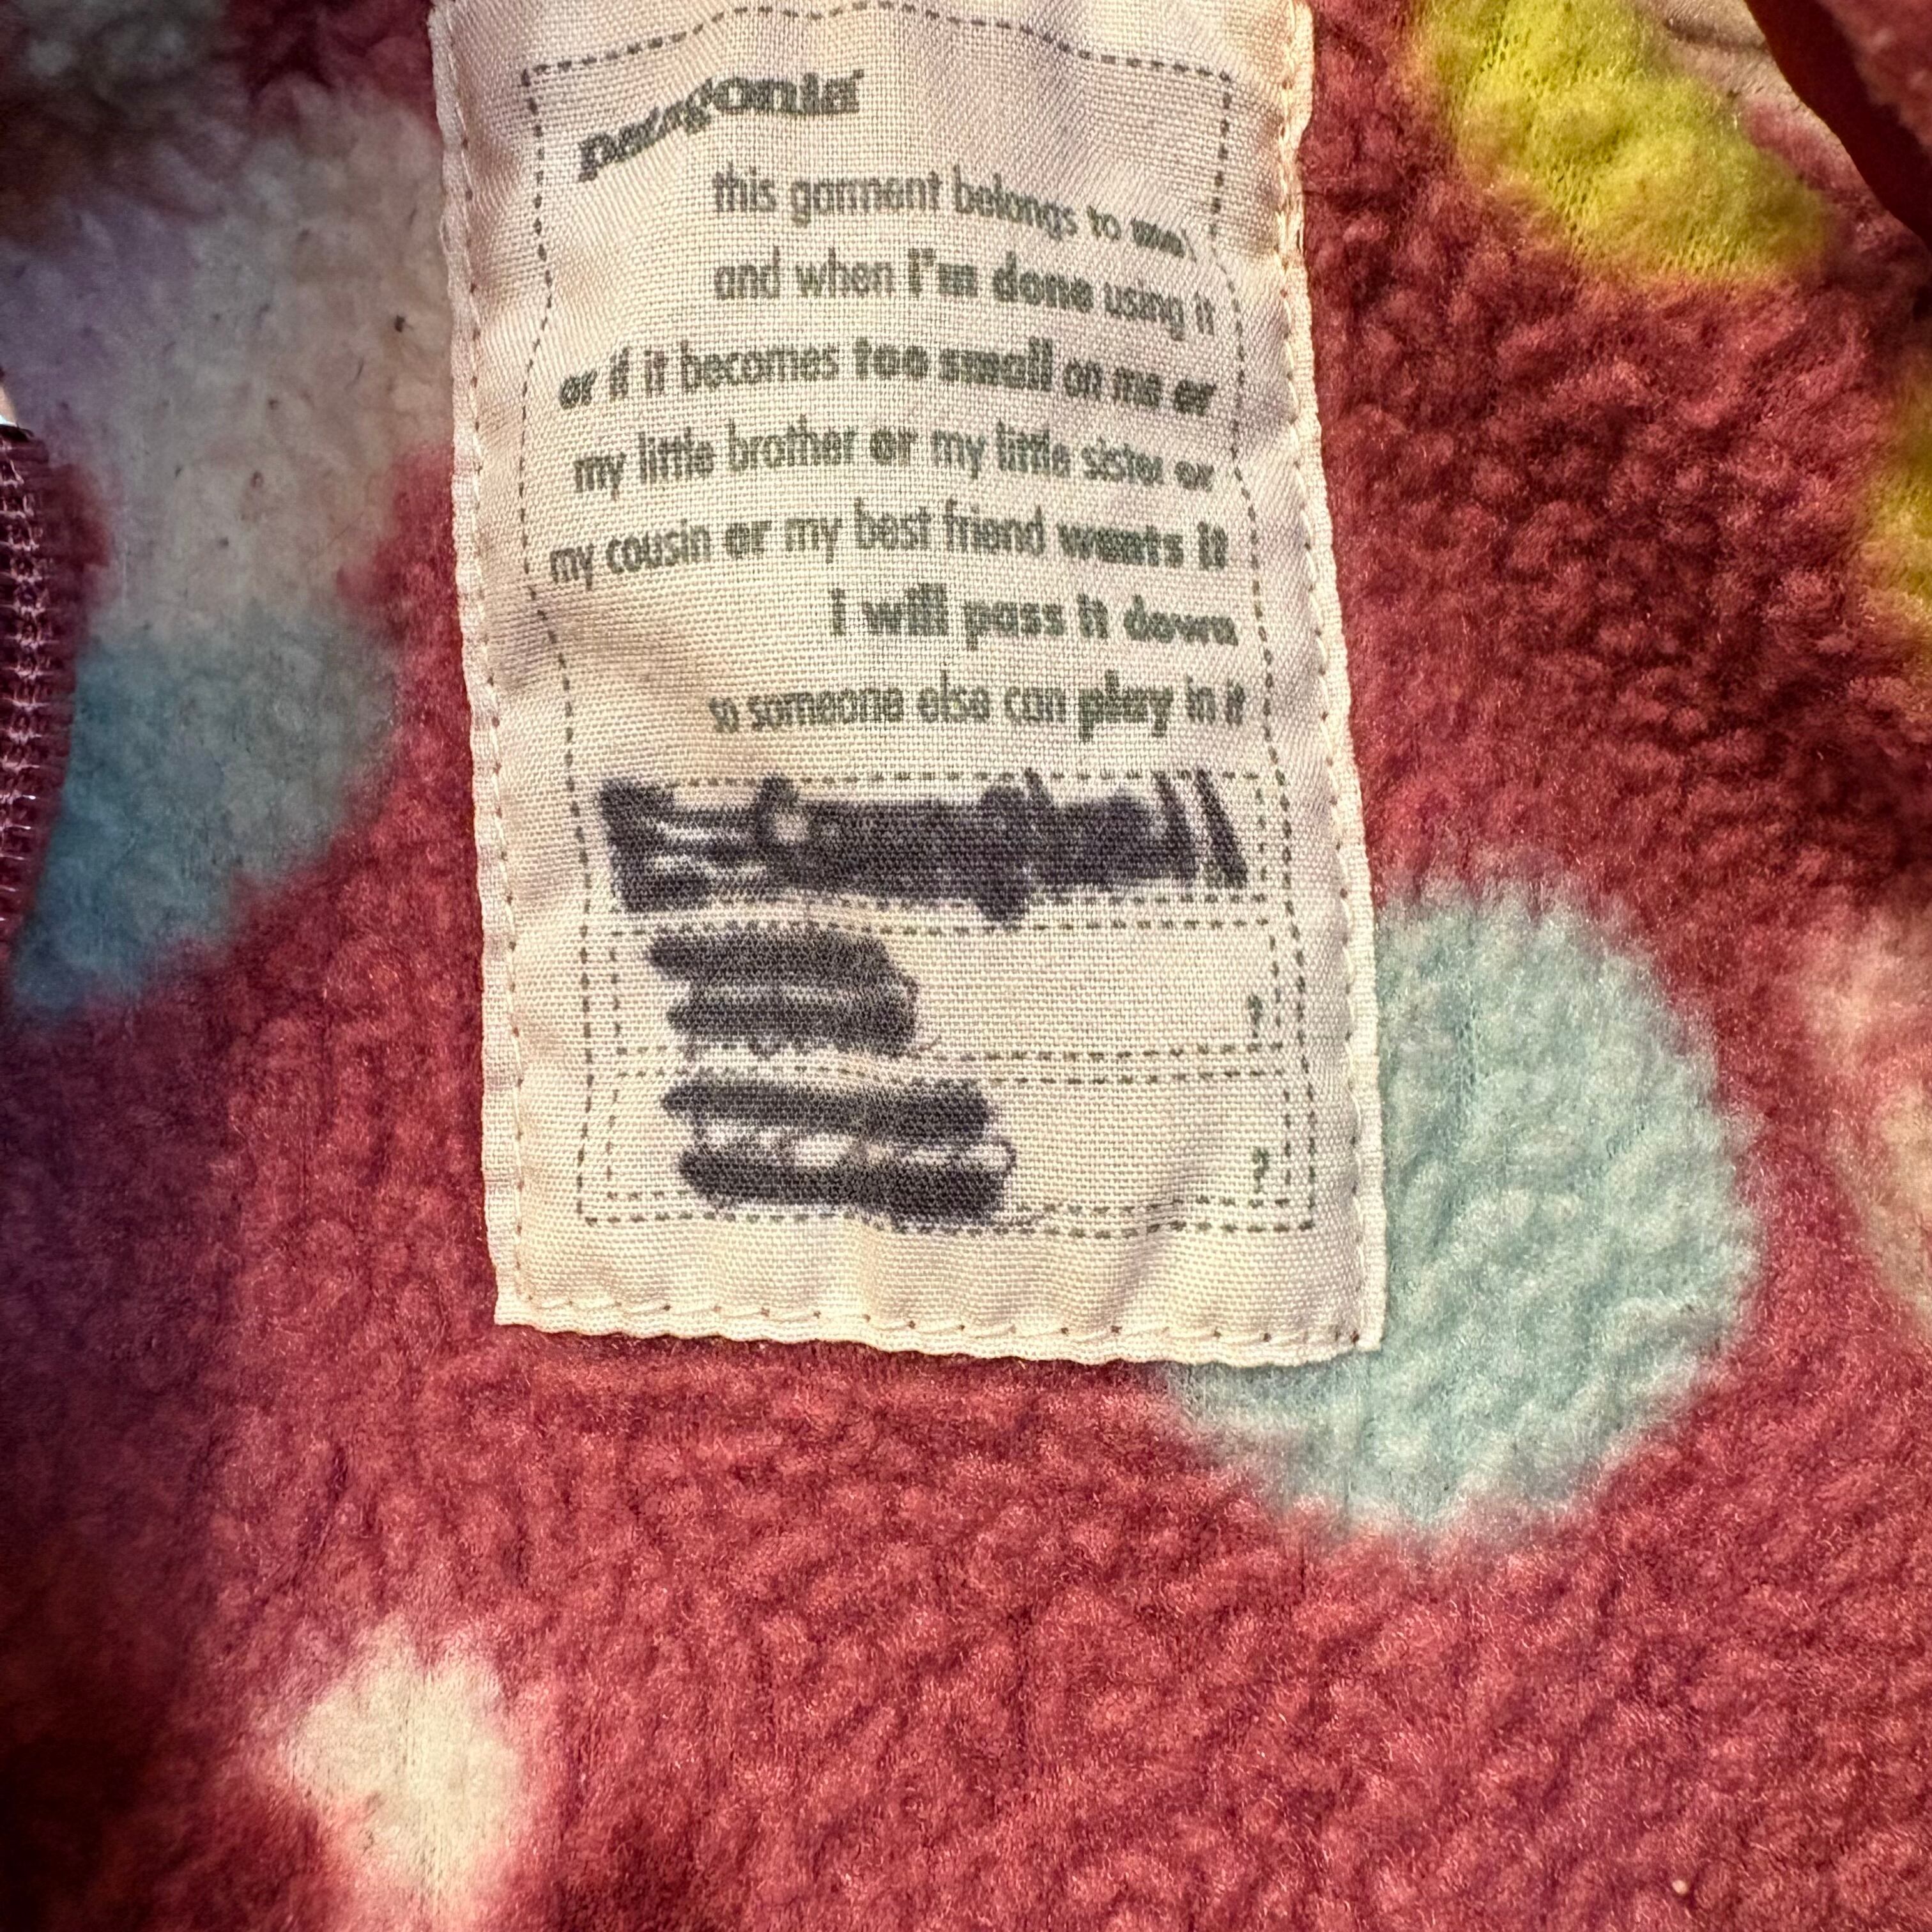 patagonia®
this garment belongs to me,
and when I'm done using it
or if it becomes too small on me or
my little brother or my little sister or
my cousin or my best friend wants it
I will pass it down
so someone else can play in it
?
?